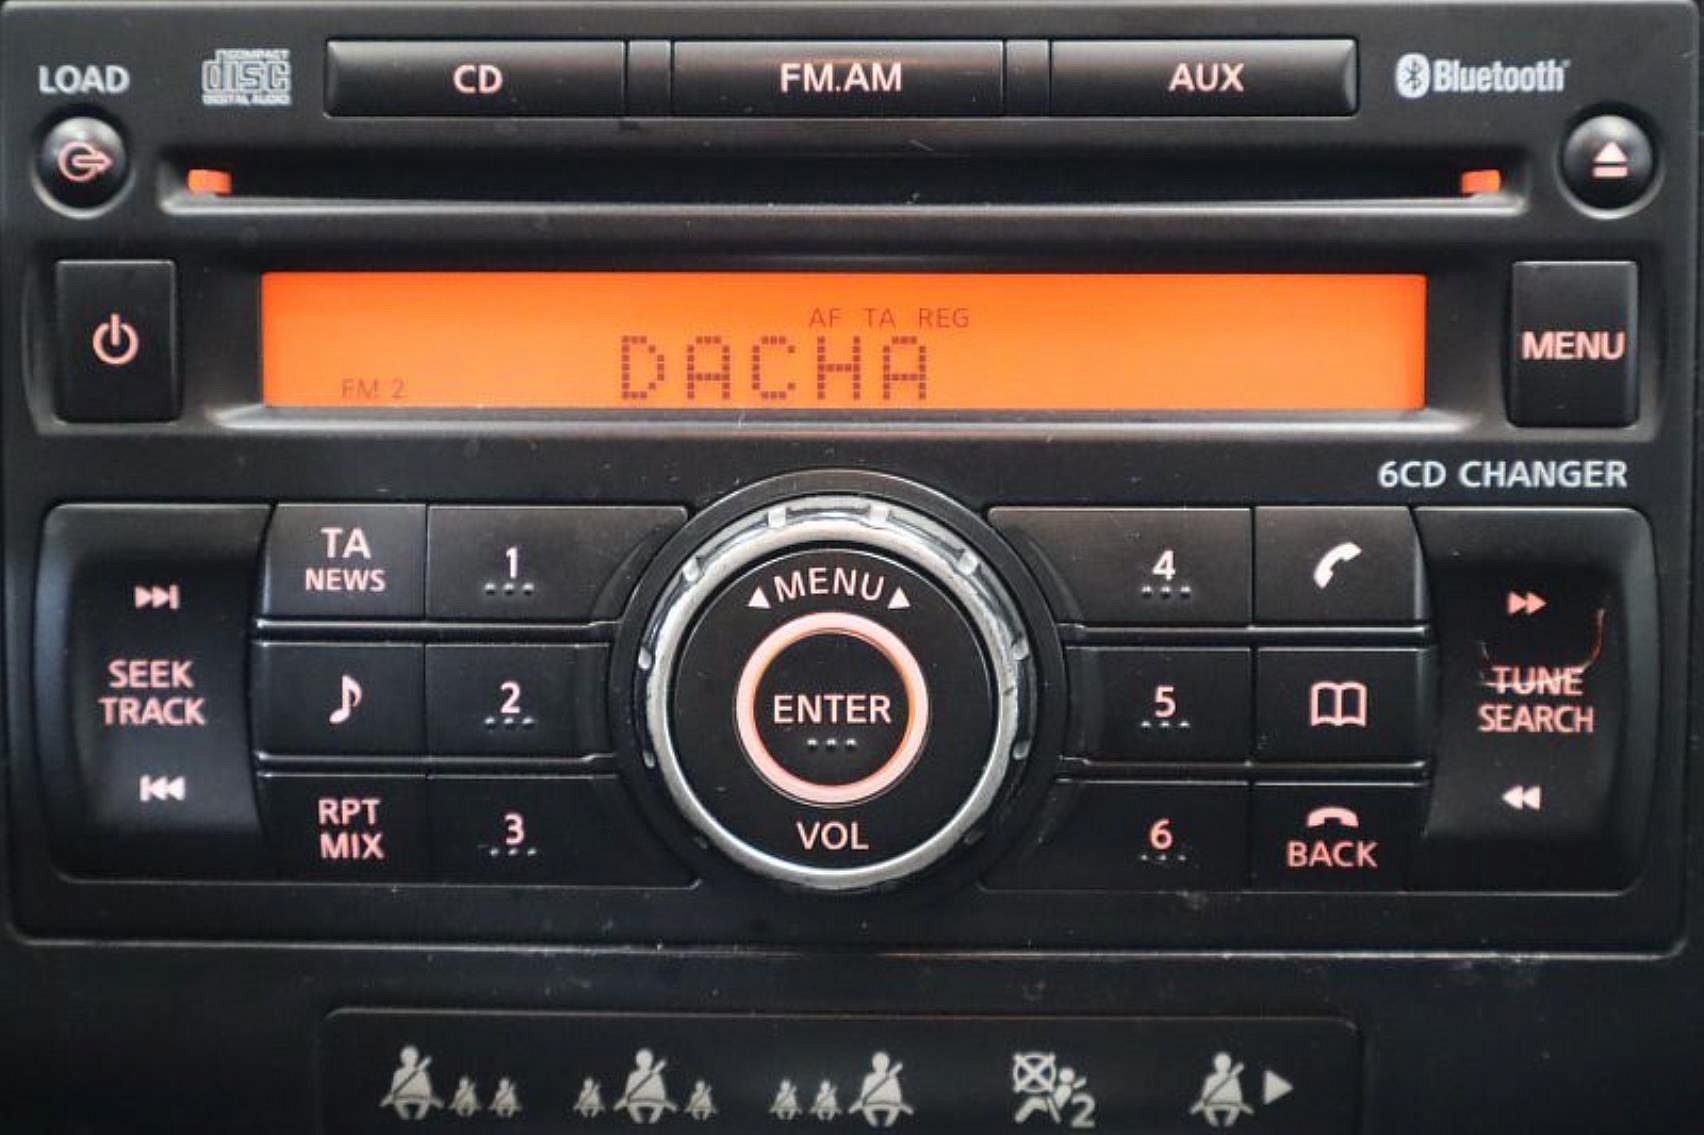 LOAD
COMPACT
disc
DIGITAL AUDIO
CD
FM.AM
AUX
Bluetooth
MENU
AF TA REG
DACHA
FM 2
6CD CHANGER
SEEK
TRACK
TA
NEWS
1
2
RPT
MIX
3
MENU
ENTER
VOL
4
5
6
BACK
TUNE
SEARCH
2